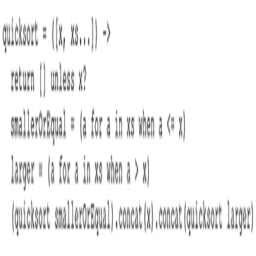 quicksort = ([x, xs...]) ->
return [] unless x?
smallerOrEqual = (a for a in xs when a <= x)
larger = (a for a in xs when a > x)
(quicksort smallerOrEqual).concat(x).concat(quicksort larger)